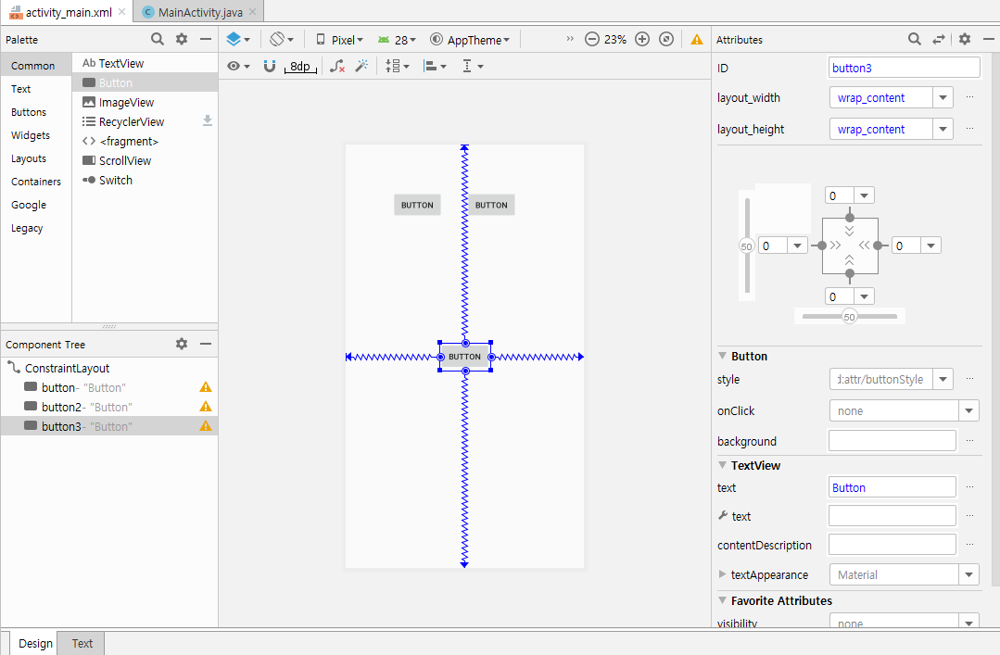 activity_main.xml MainActivity.java
Palette
Common
Text
Buttons
Widgets
Layouts
Containers
Google
Legacy
Ab TextView
Button
ImageView
RecyclerView
<fragment>
ScrollView
Switch
Pixel 28 AppTheme 23%
8dp
BUTTON BUTTON
BUTTON
Component Tree
ConstraintLayout
button- "Button"
button2- "Button"
button3- "Button"
Attributes
ID button3
layout_width wrap_content
layout_height wrap_content
0
50 0 0
0
50
Button
style d:attr/buttonStyle
onClick none
background
TextView
text Button
text
contentDescription
textAppearance Material
Favorite Attributes
visibility none
Design Text